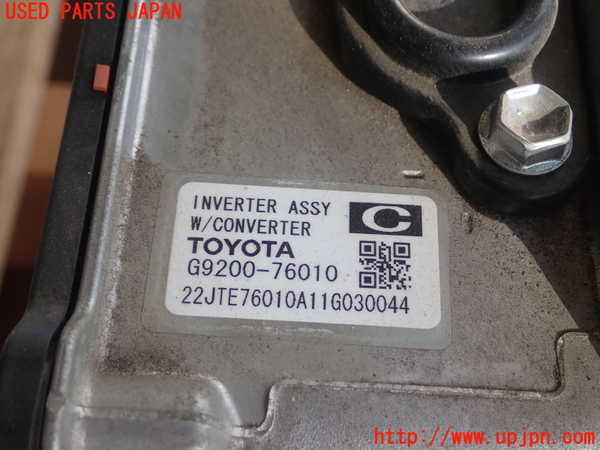 USED PARTS JAPAN
INVERTER ASSY
W/CONVERTER
C
TOYOTA
G9200-76010
22JTE76010A11G030044
http://www.upjpn.com/